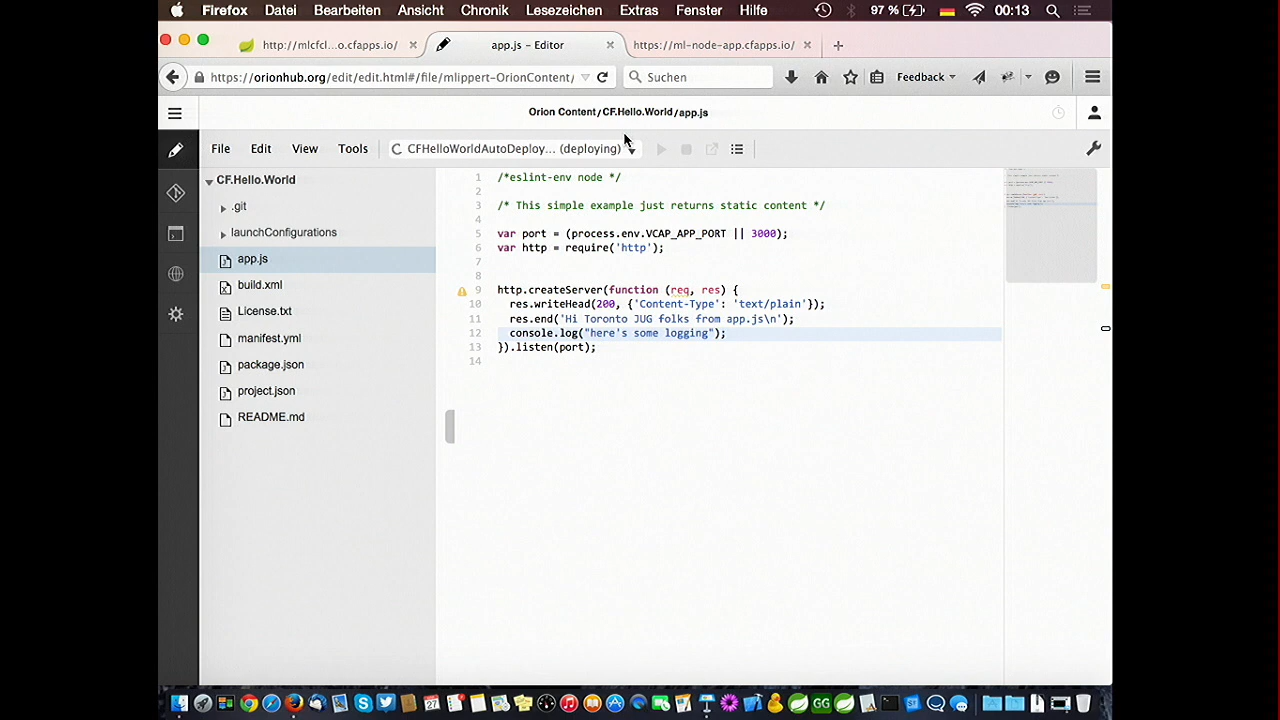 Firefox Datei Bearbeiten Ansicht Chronik Lesezeichen Extras Fenster Hilfe 97 % 00:13
http://mlcfcl...o.cfapps.io/ app.js – Editor https://ml-node-app.cfapps.io/
https://orionhub.org/edit/edit.html#/file/mlippert-OrionContent/ Suchen Feedback
Orion Content/CF.Hello.World/app.js
File Edit View Tools CFHelloWorldAutoDeploy... (deploying)
CF.Hello.World
.git
launchConfigurations
app.js
build.xml
License.txt
manifest.yml
package.json
project.json
README.md
1 /*eslint-env node */
2
3 /* This simple example just returns static content */
4
5 var port = (process.env.VCAP_APP_PORT || 3000);
6 var http = require('http');
7
8
9 http.createServer(function (req, res) {
10 res.writeHead(200, {'Content-Type': 'text/plain'});
11 res.end('Hi Toronto JUG folks from app.js\n');
12 console.log("here's some logging");
13 }).listen(port);
14
GG